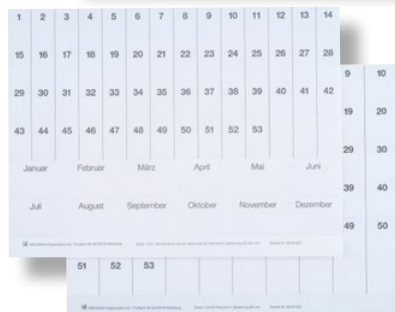 1 2 3 4 5 6 7 8 9 10 11 12 13 14
15 16 17 18 19 20 21 22 23 24 25 26 27 28
29 30 31 32 33 34 35 36 37 38 39 40 41 42
43 44 45 46 47 48 49 50 51 52 53
Januar Februar März April Mai Juni
Juli August September Oktober November Dezember
9 10
19 20
29 30
39 40
49 50
51 52 53